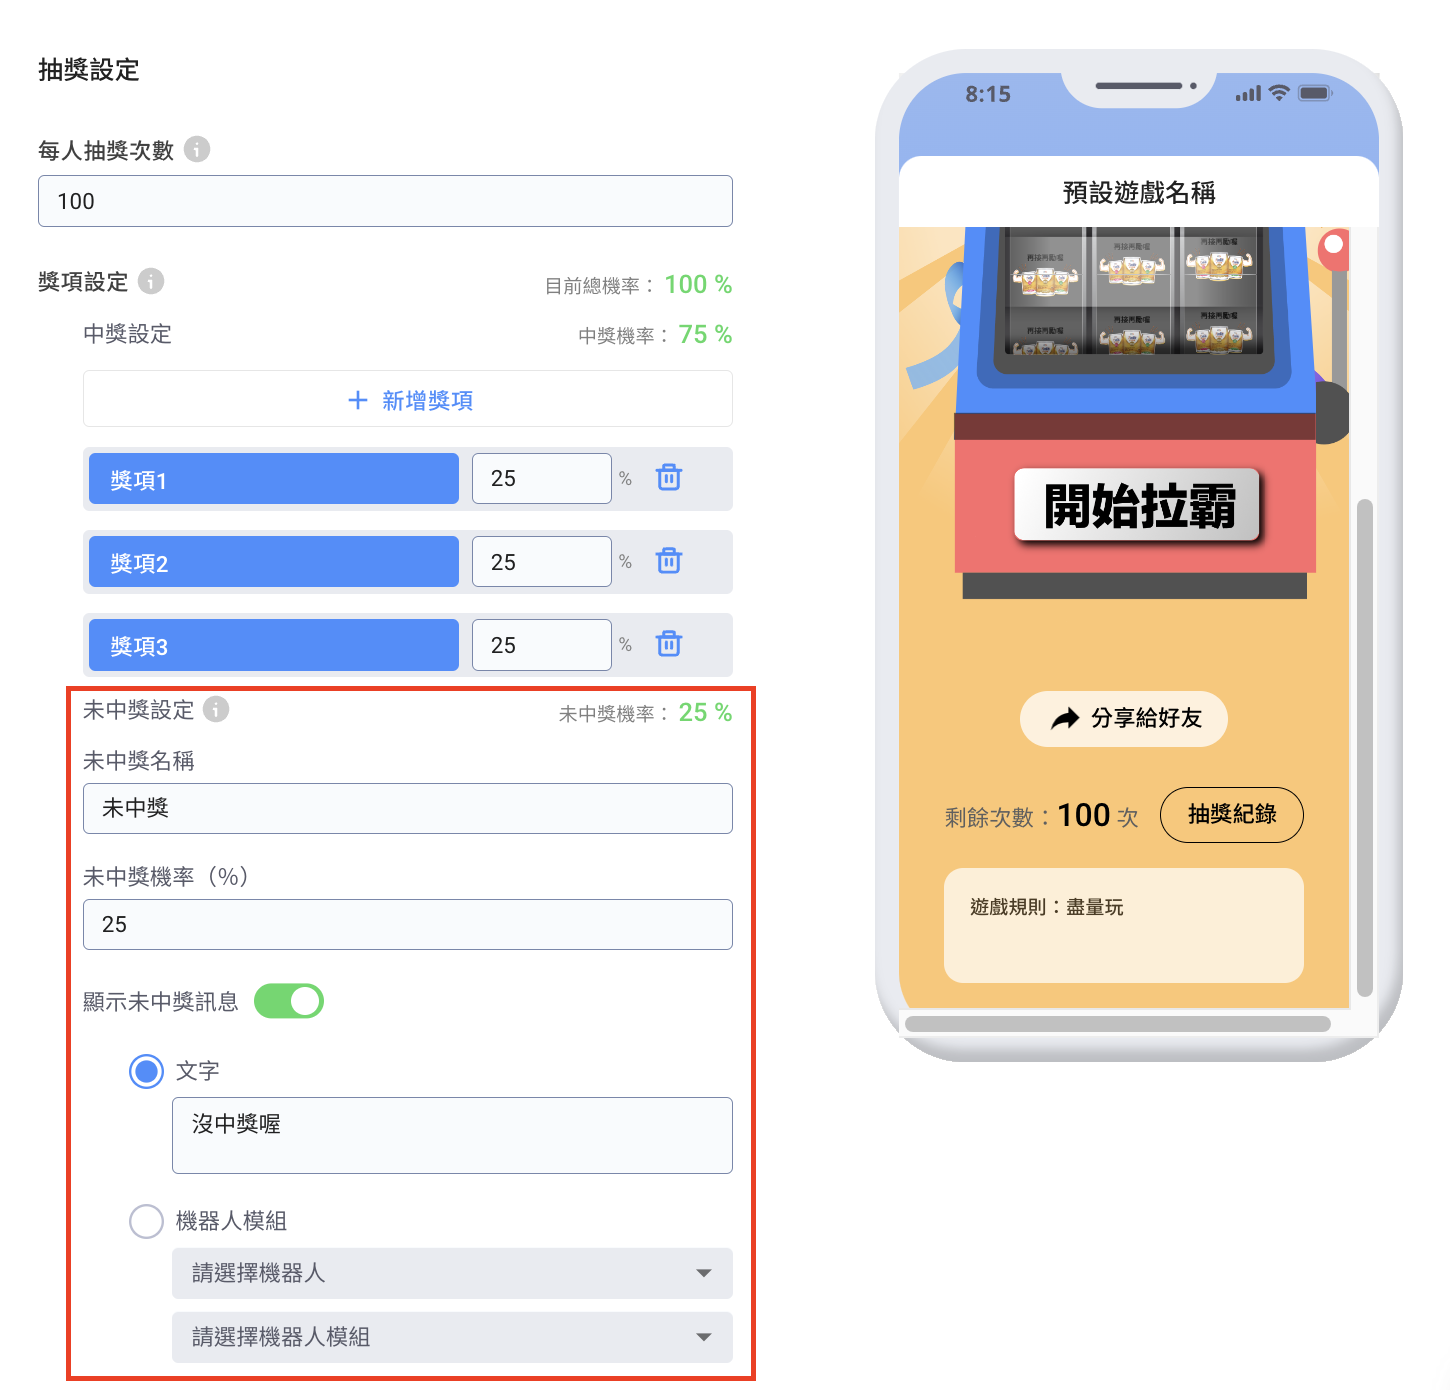 抽獎設定
每人抽獎次數
100
獎項設定
目前總機率： 100 %
中獎設定
中獎機率： 75 %
+ 新增獎項
獎項1
25
%
獎項2
25
%
獎項3
25
%
未中獎設定
未中獎機率： 25 %
未中獎名稱
未中獎
未中獎機率（%）
25
顯示未中獎訊息
文字
沒中獎喔
機器人模組
請選擇機器人
請選擇機器人模組
8:15
預設遊戲名稱
再接再勵喔
再接再勵喔
再接再勵喔
再接再勵喔
再接再勵喔
再接再勵喔
開始拉霸
分享給好友
剩餘次數：100 次
抽獎紀錄
遊戲規則：盡量玩